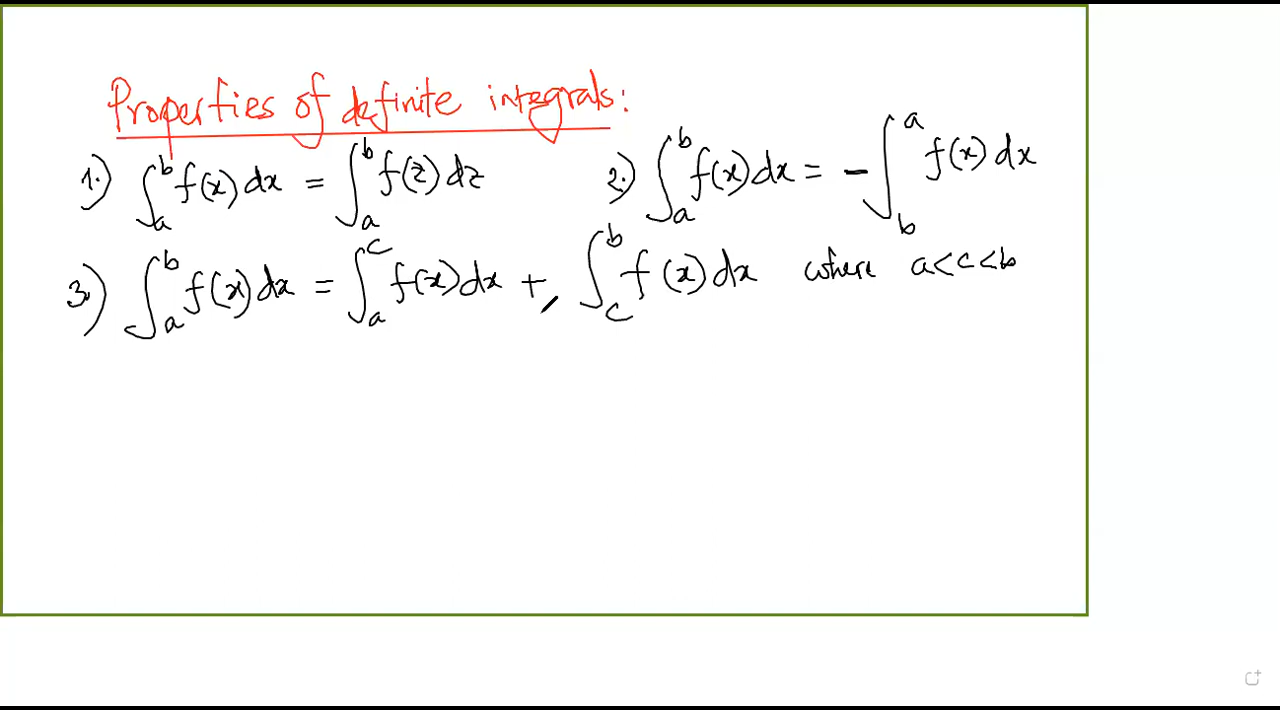 Properties of definite integrals:
1.) ∫_a^b f(x) dx = ∫_a^b f(z) dz 2.) ∫_a^b f(x) dx = - ∫_b^a f(x) dx
3.) ∫_a^b f(x) dx = ∫_a^c f(x) dx + ∫_c^b f(x) dx where a<c<b